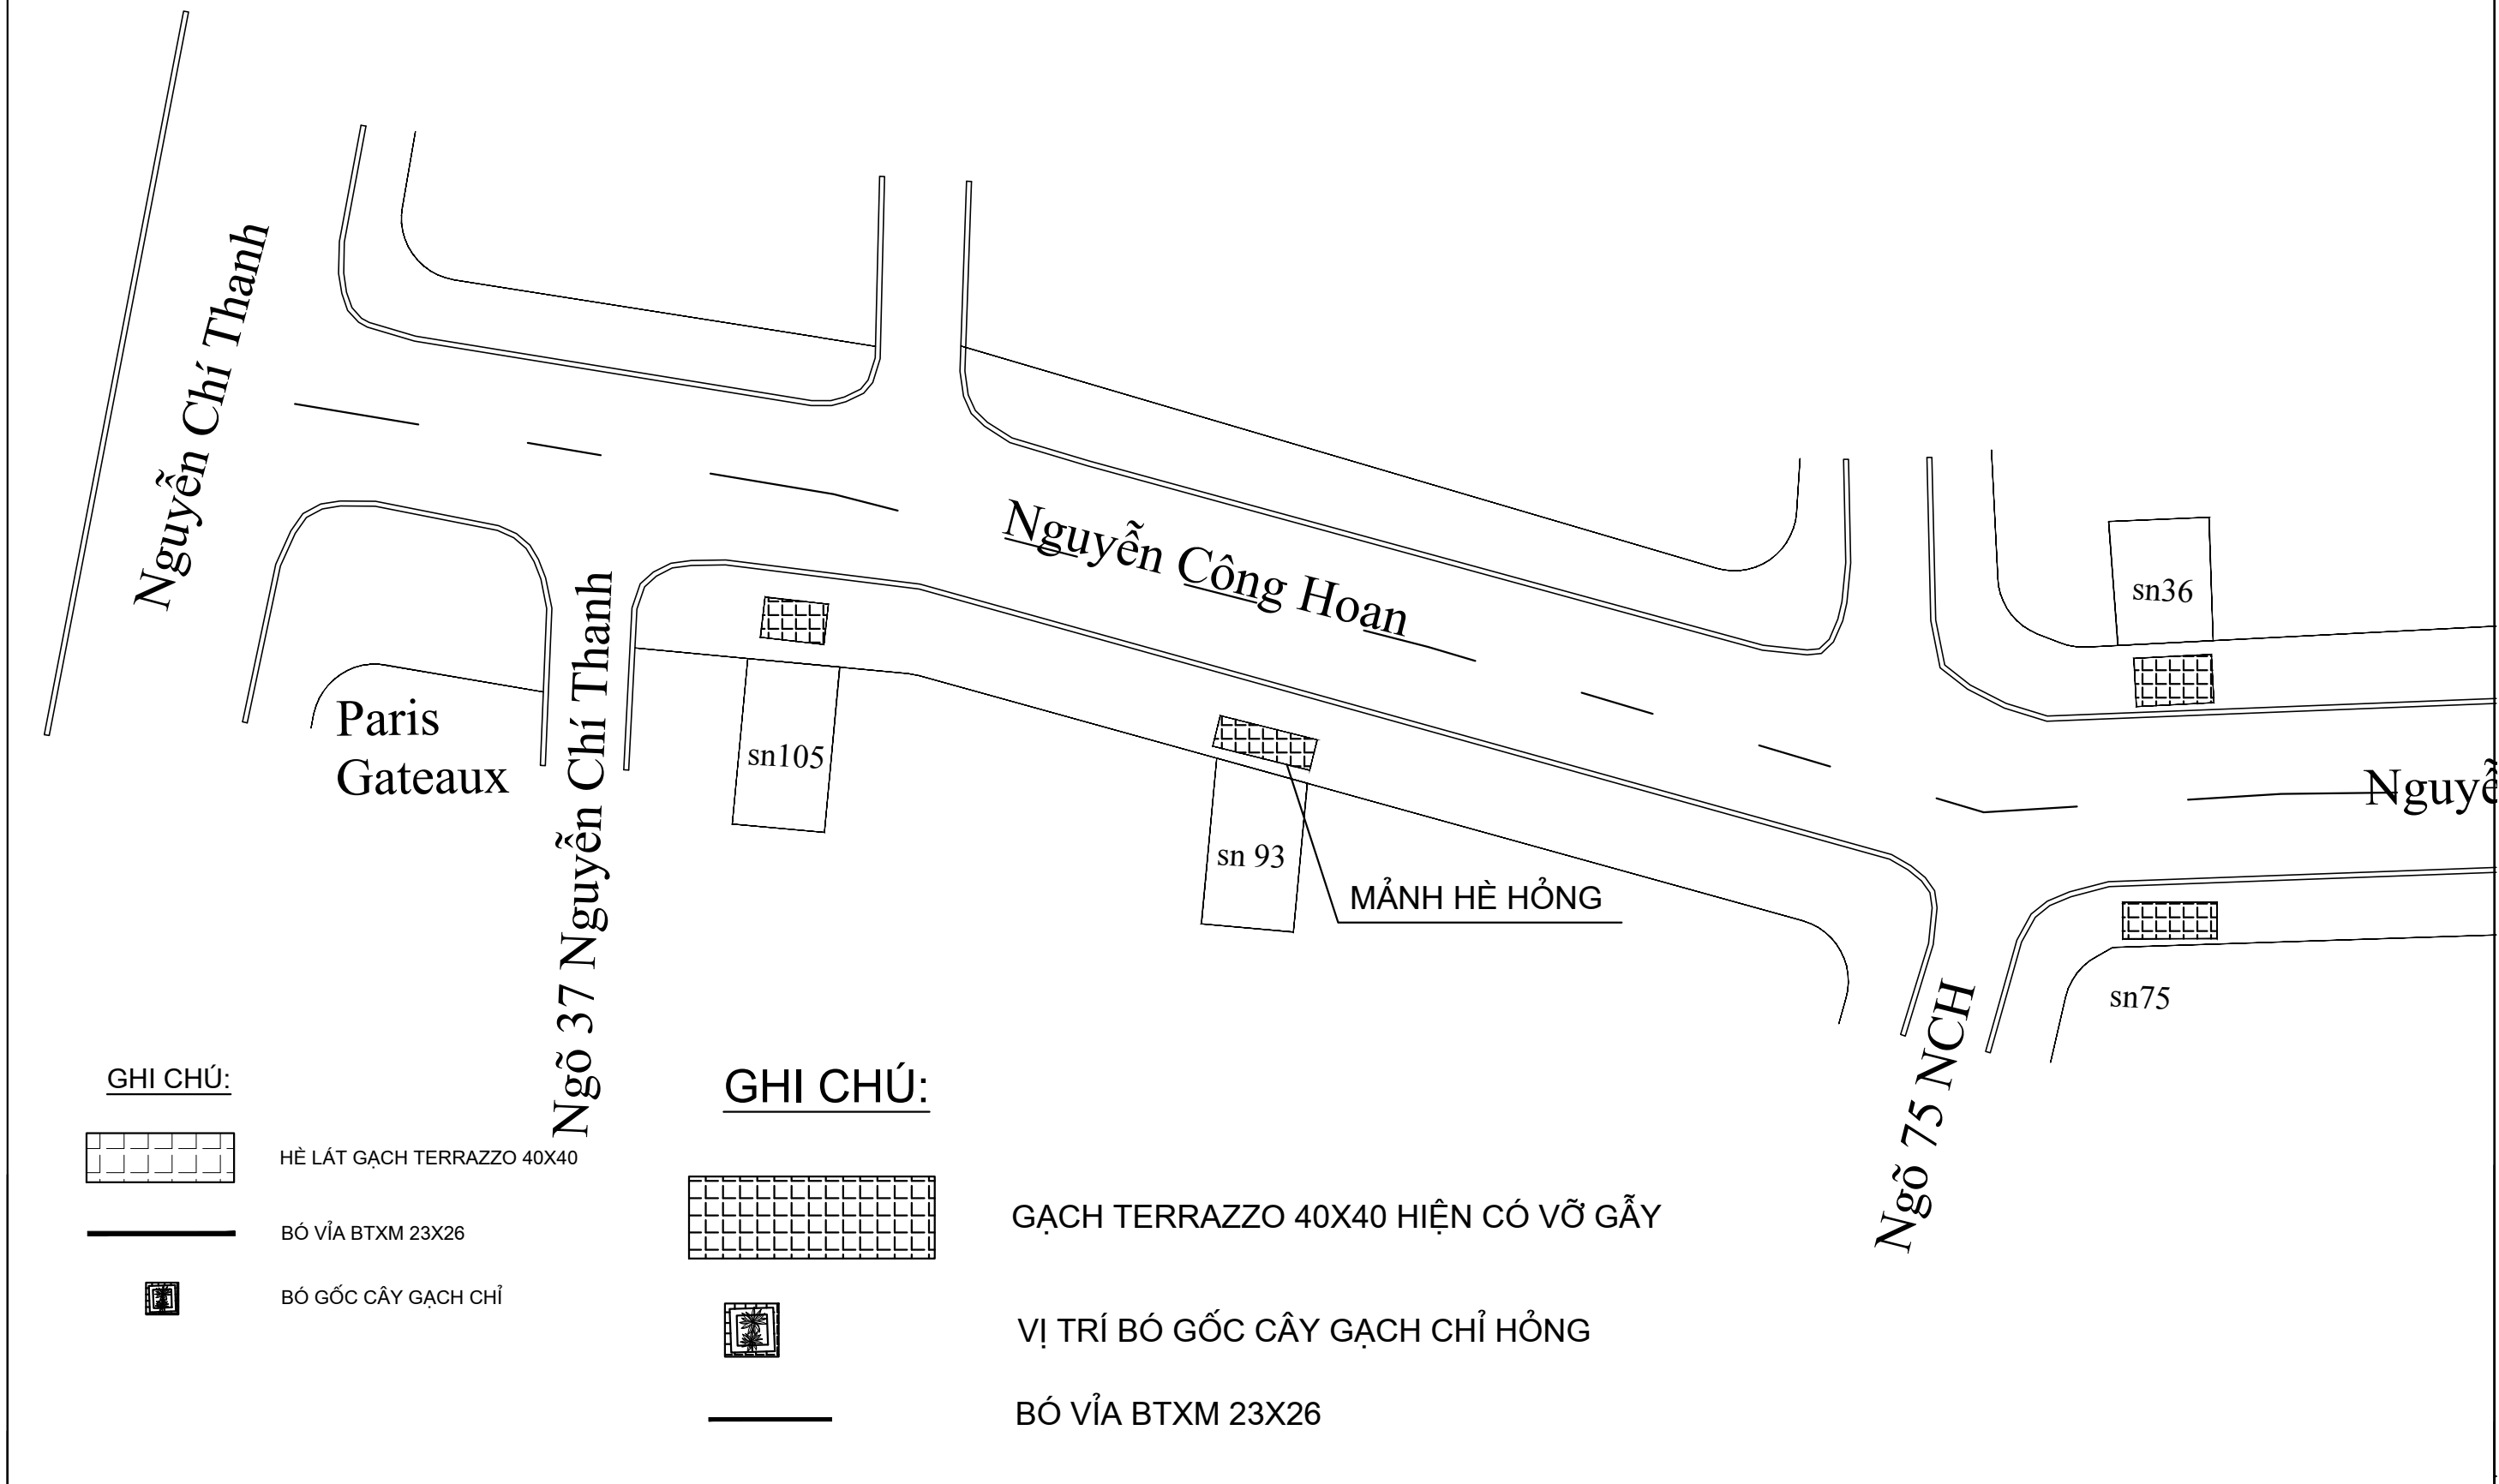 Nguyễn Chí Thanh
Nguyễn Công Hoan
sn36
Paris
Gateaux
Ngõ 37 Nguyễn Chí Thanh
sn105
sn 93
MẢNH HÈ HỎNG
Nguyễ
sn75
Ngõ 75 NCH
GHI CHÚ:
HÈ LÁT GẠCH TERRAZZO 40X40
BÓ VỈA BTXM 23X26
BÓ GỐC CÂY GẠCH CHỈ
GHI CHÚ:
GẠCH TERRAZZO 40X40 HIỆN CÓ VỠ GẪY
VỊ TRÍ BÓ GỐC CÂY GẠCH CHỈ HỎNG
BÓ VỈA BTXM 23X26